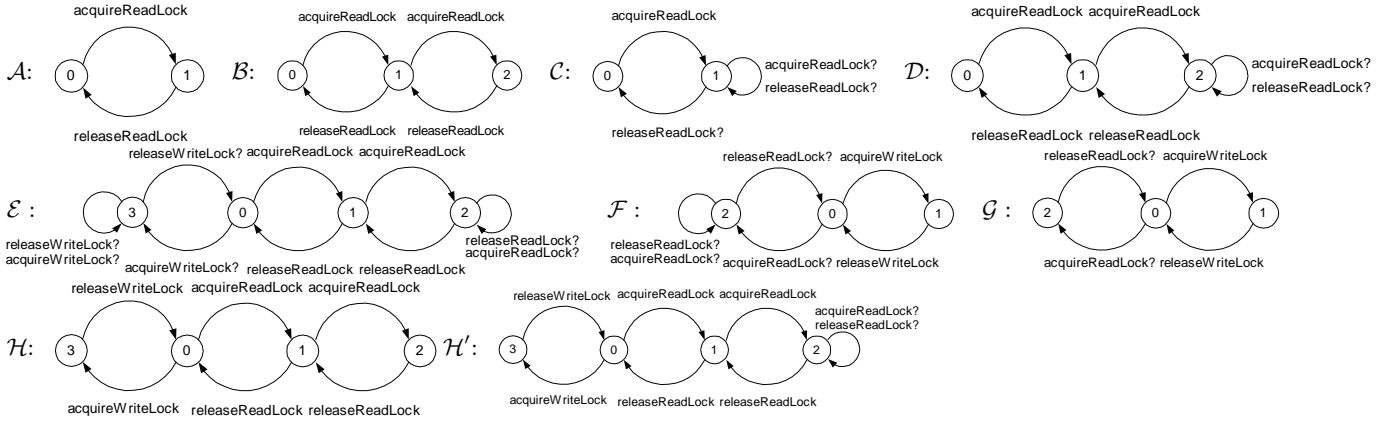 acquireReadLock
acquireReadLock acquireReadLock
acquireReadLock
acquireReadLock acquireReadLock
𝒜: 0 1
ℬ: 0 1 2
𝒞: 0 1
acquireReadLock?
releaseReadLock?
𝒟: 0 1 2
acquireReadLock?
releaseReadLock?
releaseReadLock
releaseReadLock releaseReadLock
releaseReadLock?
releaseReadLock releaseReadLock
releaseWriteLock? acquireReadLock acquireReadLock
ℰ : 3 0 1 2
releaseWriteLock?
acquireWriteLock?
releaseReadLock?
acquireReadLock?
acquireWriteLock? releaseReadLock releaseReadLock
releaseReadLock? acquireWriteLock
ℱ : 2 0 1
releaseReadLock?
acquireReadLock?
acquireReadLock? releaseWriteLock
releaseReadLock? acquireWriteLock
𝒢 : 2 0 1
acquireReadLock? releaseWriteLock
releaseWriteLock acquireReadLock acquireReadLock
ℋ: 3 0 1 2
acquireWriteLock releaseReadLock releaseReadLock
releaseWriteLock acquireReadLock acquireReadLock
acquireReadLock?
releaseReadLock?
ℋ′: 3 0 1 2
acquireWriteLock releaseReadLock releaseReadLock